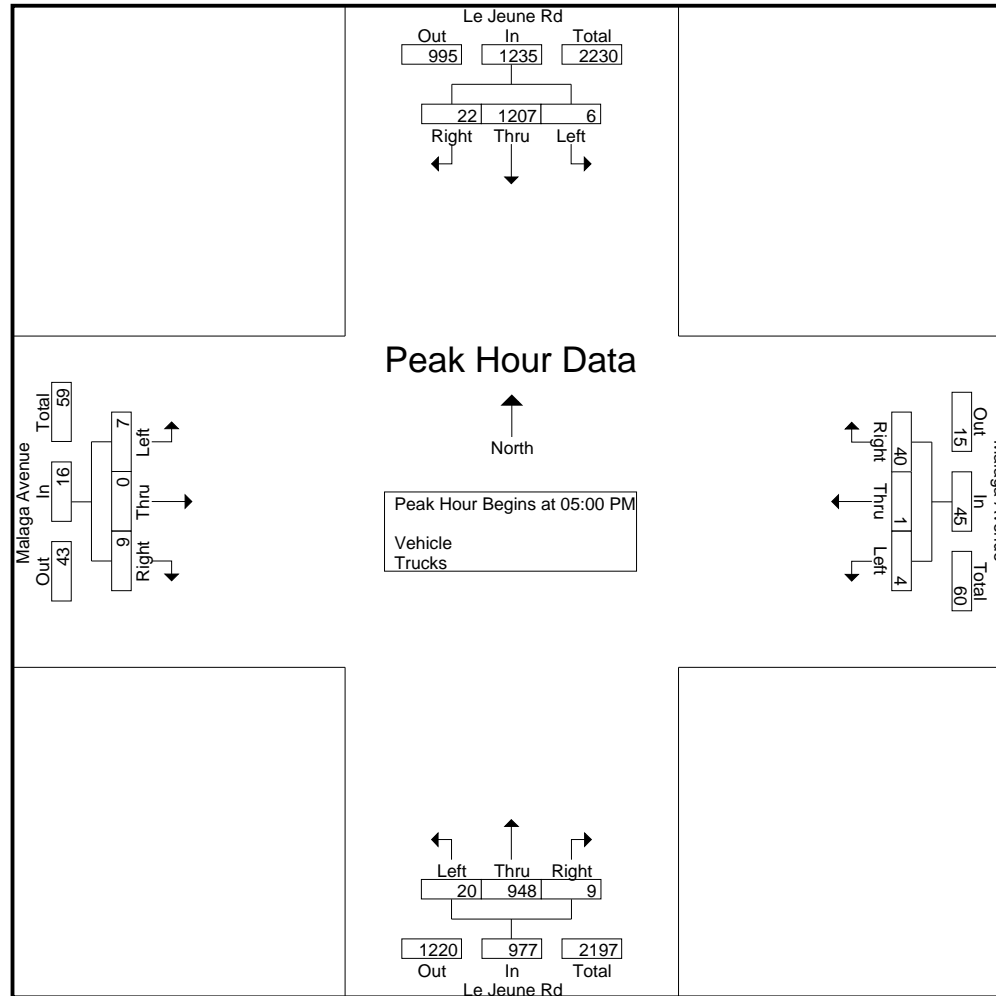 Le Jeune Rd
Out In Total
995 1235 2230
22 1207 6
Right Thru Left
Peak Hour Data
North
Peak Hour Begins at 05:00 PM
Vehicle
Trucks
Malaga Avenue
Out In Total
43 16 59
Right Thru Left
9 0 7
Out In Total
15 45 60
Right Thru Left
40 1 4
Left Thru Right
20 948 9
1220 977 2197
Out In Total
Le Jeune Rd